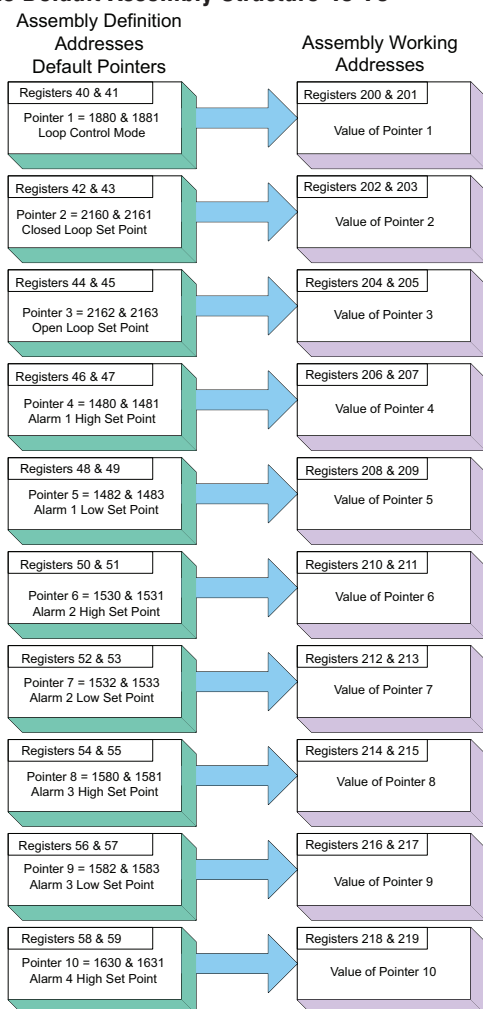 Assembly Definition
Addresses
Default Pointers
Assembly Working
Addresses
Registers 40 & 41
Pointer 1 = 1880 & 1881
Loop Control Mode
Registers 200 & 201
Value of Pointer 1
Registers 42 & 43
Pointer 2 = 2160 & 2161
Closed Loop Set Point
Registers 202 & 203
Value of Pointer 2
Registers 44 & 45
Pointer 3 = 2162 & 2163
Open Loop Set Point
Registers 204 & 205
Value of Pointer 3
Registers 46 & 47
Pointer 4 = 1480 & 1481
Alarm 1 High Set Point
Registers 206 & 207
Value of Pointer 4
Registers 48 & 49
Pointer 5 = 1482 & 1483
Alarm 1 Low Set Point
Registers 208 & 209
Value of Pointer 5
Registers 50 & 51
Pointer 6 = 1530 & 1531
Alarm 2 High Set Point
Registers 210 & 211
Value of Pointer 6
Registers 52 & 53
Pointer 7 = 1532 & 1533
Alarm 2 Low Set Point
Registers 212 & 213
Value of Pointer 7
Registers 54 & 55
Pointer 8 = 1580 & 1581
Alarm 3 High Set Point
Registers 214 & 215
Value of Pointer 8
Registers 56 & 57
Pointer 9 = 1582 & 1583
Alarm 3 Low Set Point
Registers 216 & 217
Value of Pointer 9
Registers 58 & 59
Pointer 10 = 1630 & 1631
Alarm 4 High Set Point
Registers 218 & 219
Value of Pointer 10